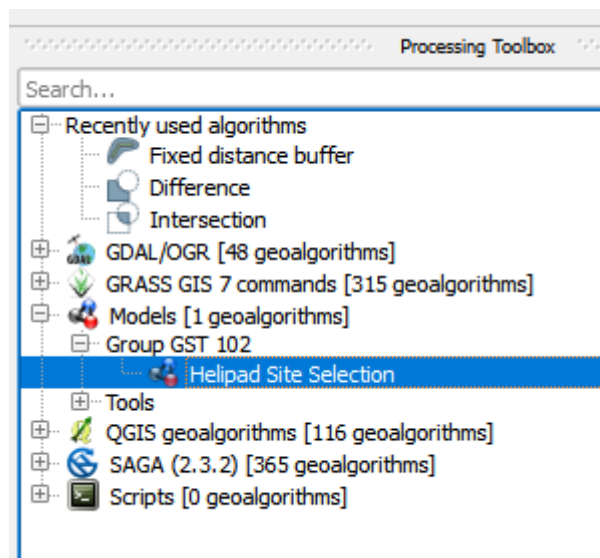 Processing Toolbox
Search...
Recently used algorithms
Fixed distance buffer
Difference
Intersection
GDAL/OGR [48 geoalgorithms]
GRASS GIS 7 commands [315 geoalgorithms]
Models [1 geoalgorithms]
Group GST 102
Helipad Site Selection
Tools
QGIS geoalgorithms [116 geoalgorithms]
SAGA (2.3.2) [365 geoalgorithms]
Scripts [0 geoalgorithms]